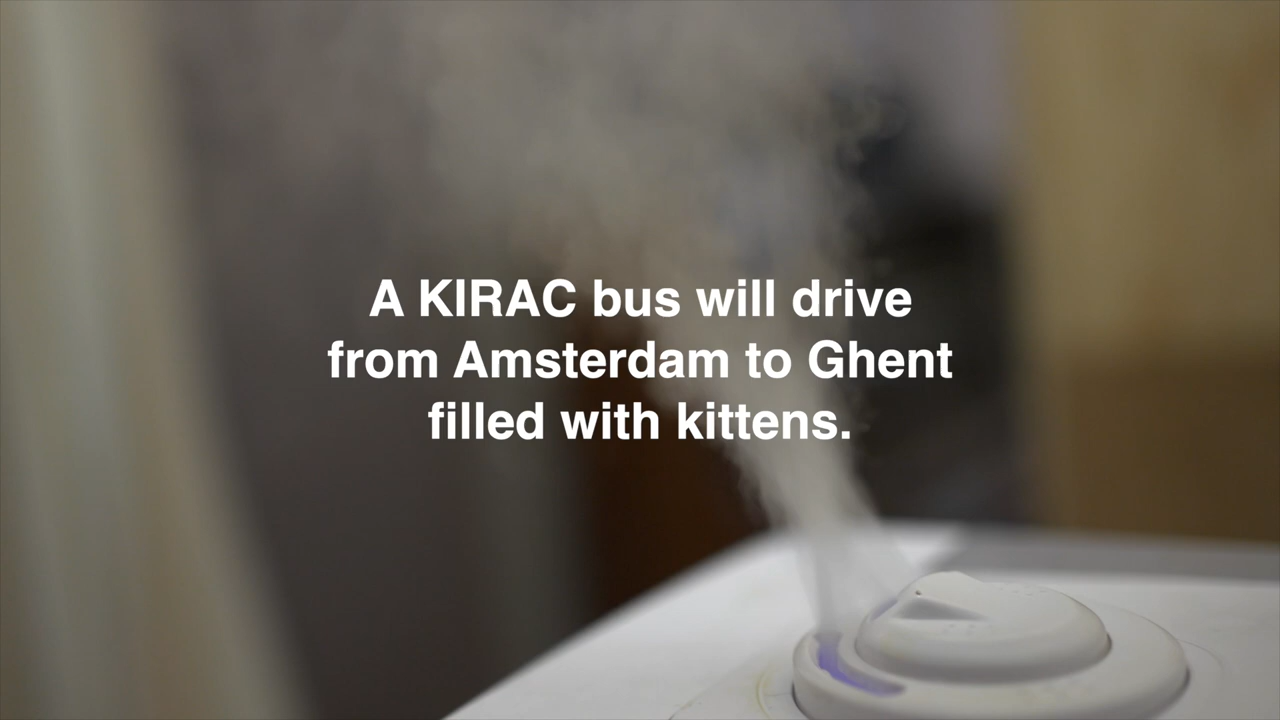 A KIRAC bus will drive
from Amsterdam to Ghent
filled with kittens.